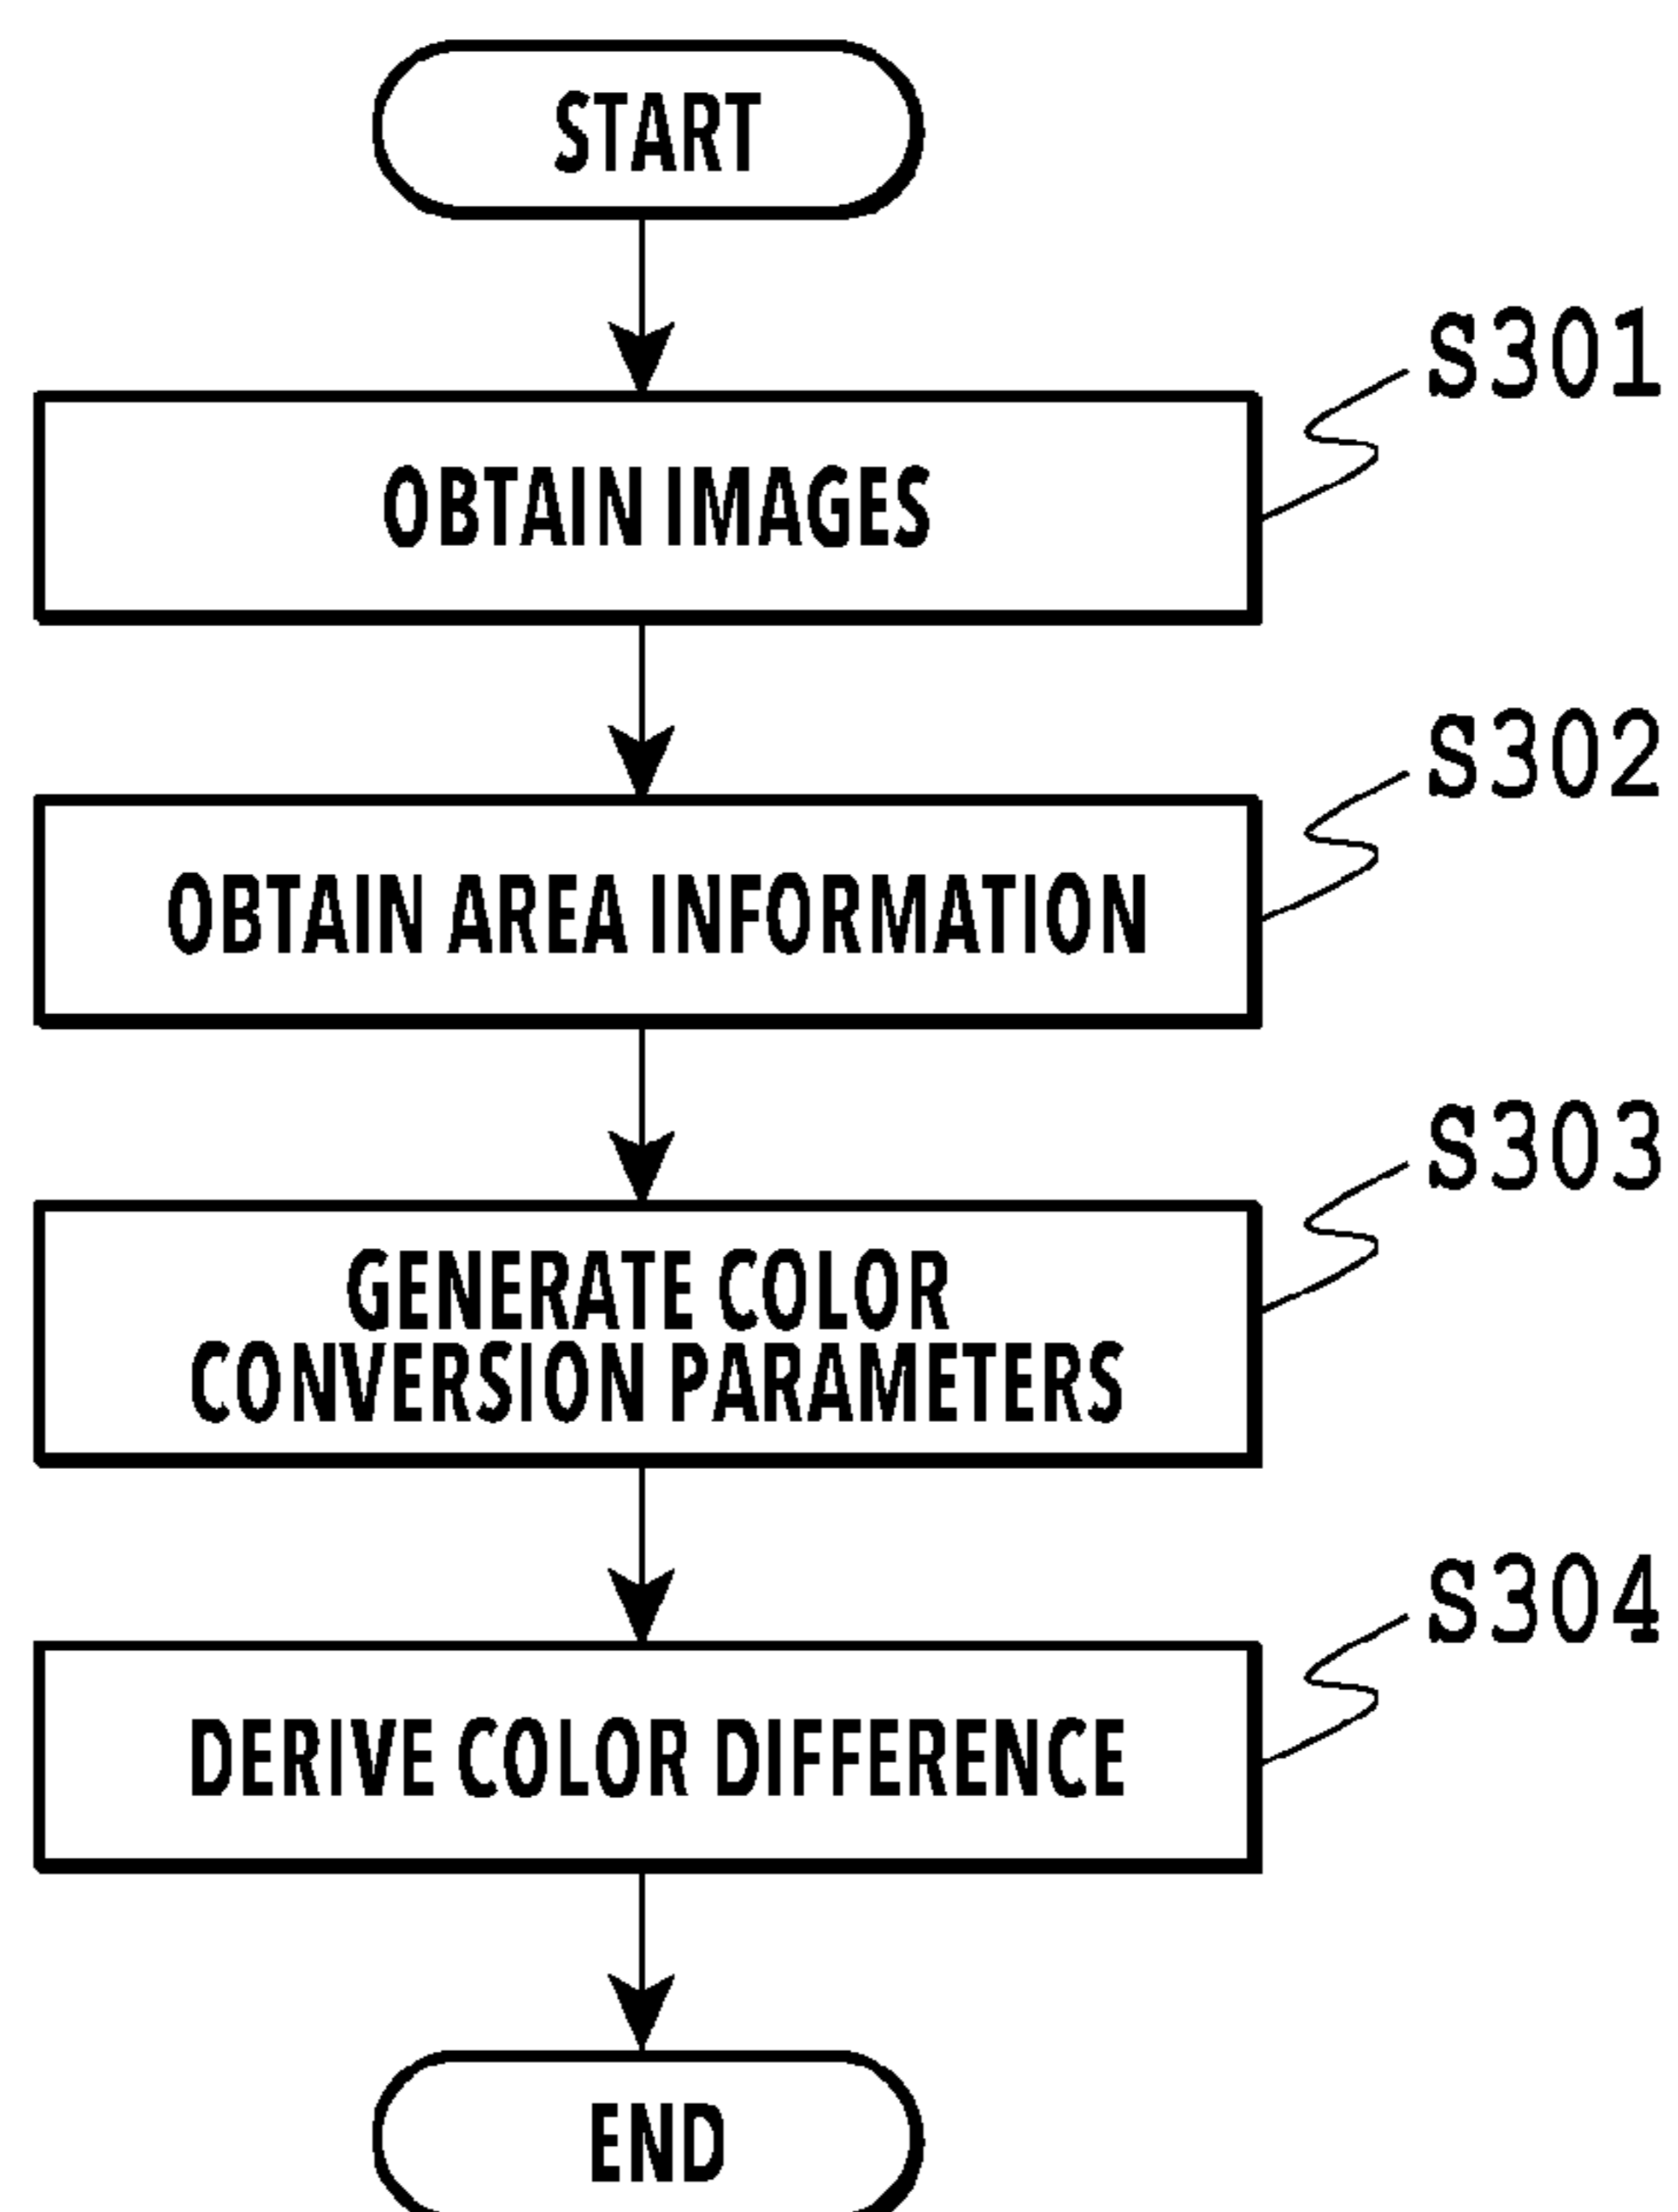 START
S301
OBTAIN IMAGES
S302
OBTAIN AREA INFORMATION
S303
GENERATE COLOR
CONVERSION PARAMETERS
S304
DERIVE COLOR DIFFERENCE
END